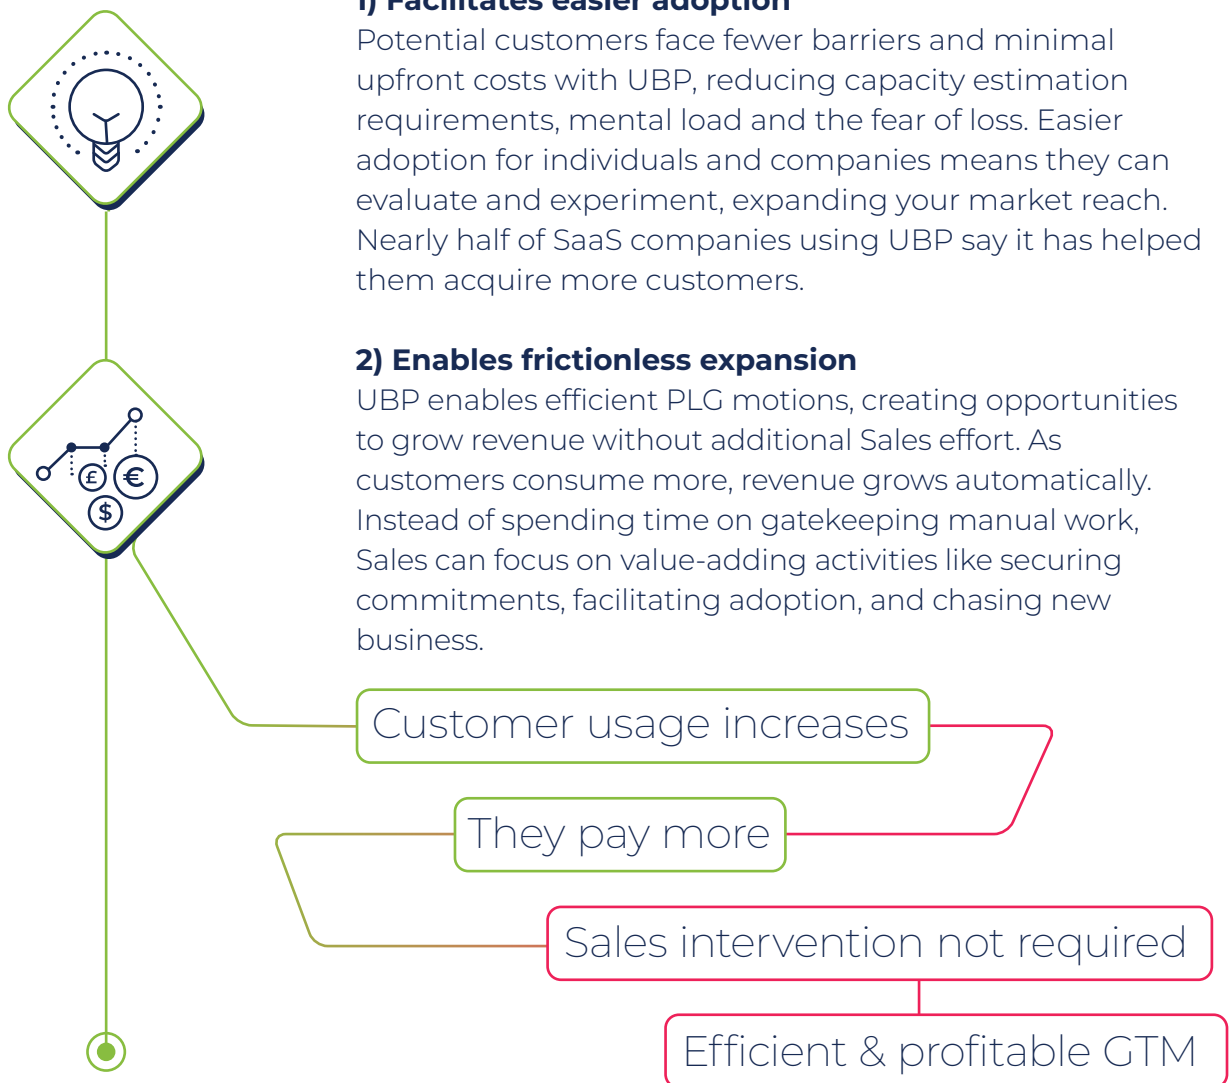 1) Facilitates easier adoption
Potential customers face fewer barriers and minimal
upfront costs with UBP, reducing capacity estimation
requirements, mental load and the fear of loss. Easier
adoption for individuals and companies means they can
evaluate and experiment, expanding your market reach.
Nearly half of SaaS companies using UBP say it has helped
them acquire more customers.
2) Enables frictionless expansion
UBP enables efficient PLG motions, creating opportunities
to grow revenue without additional Sales effort. As
customers consume more, revenue grows automatically.
Instead of spending time on gatekeeping manual work,
Sales can focus on value-adding activities like securing
commitments, facilitating adoption, and chasing new
business.
£ €
$
Customer usage increases
They pay more
Sales intervention not required
Efficient & profitable GTM